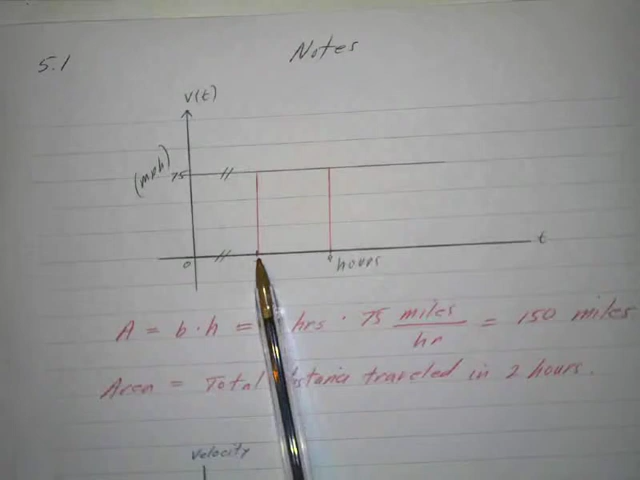 5.1 Notes
V(t)
(mph)
75
0
t
hours
A = b · h = hrs · 75 miles/hr = 150 miles
Area = Total distance traveled in 2 hours.
Velocity